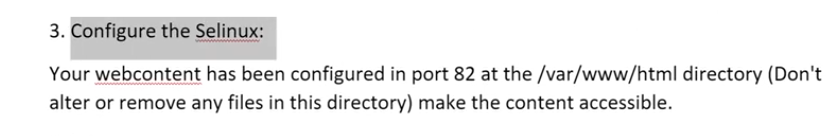 3. Configure the Selinux:
Your webcontent has been configured in port 82 at the /var/www/html directory (Don't
alter or remove any files in this directory) make the content accessible.